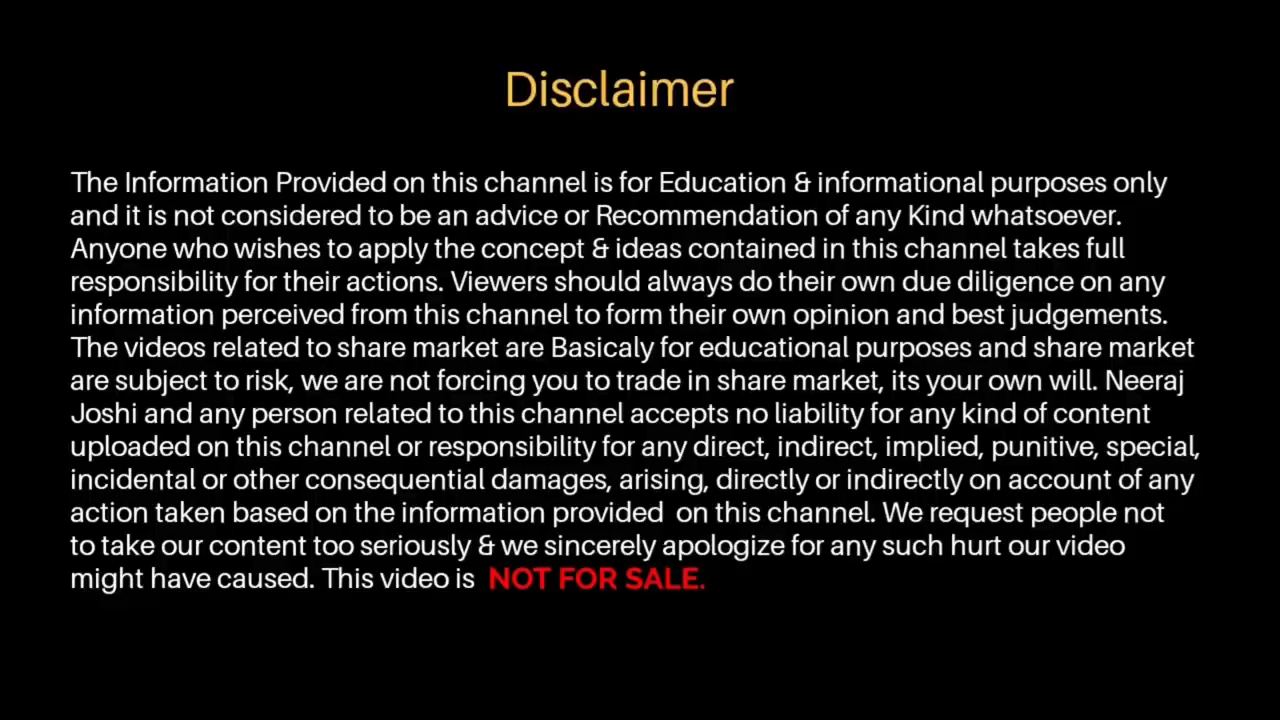 Disclaimer
The Information Provided on this channel is for Education & informational purposes only
and it is not considered to be an advice or Recommendation of any Kind whatsoever.
Anyone who wishes to apply the concept & ideas contained in this channel takes full
responsibility for their actions. Viewers should always do their own due diligence on any
information perceived from this channel to form their own opinion and best judgements.
The videos related to share market are Basicaly for educational purposes and share market
are subject to risk, we are not forcing you to trade in share market, its your own will. Neeraj
Joshi and any person related to this channel accepts no liability for any kind of content
uploaded on this channel or responsibility for any direct, indirect, implied, punitive, special,
incidental or other consequential damages, arising, directly or indirectly on account of any
action taken based on the information provided  on this channel. We request people not
to take our content too seriously & we sincerely apologize for any such hurt our video
might have caused. This video is  NOT FOR SALE.